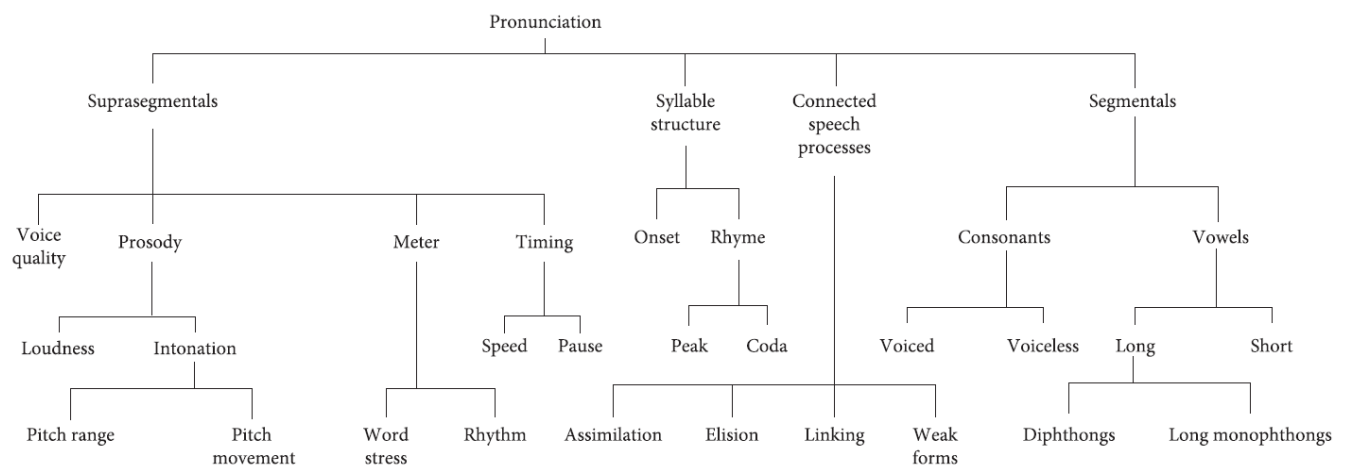 Pronunciation
Suprasegmentals
Syllable
structure
Connected
speech
processes
Segmentals
Voice
quality
Prosody
Meter
Timing
Onset
Rhyme
Consonants
Vowels
Loudness
Intonation
Speed
Pause
Peak
Coda
Voiced
Voiceless
Long
Short
Pitch range
Pitch
movement
Word
stress
Rhythm
Assimilation
Elision
Linking
Weak
forms
Diphthongs
Long monophthongs